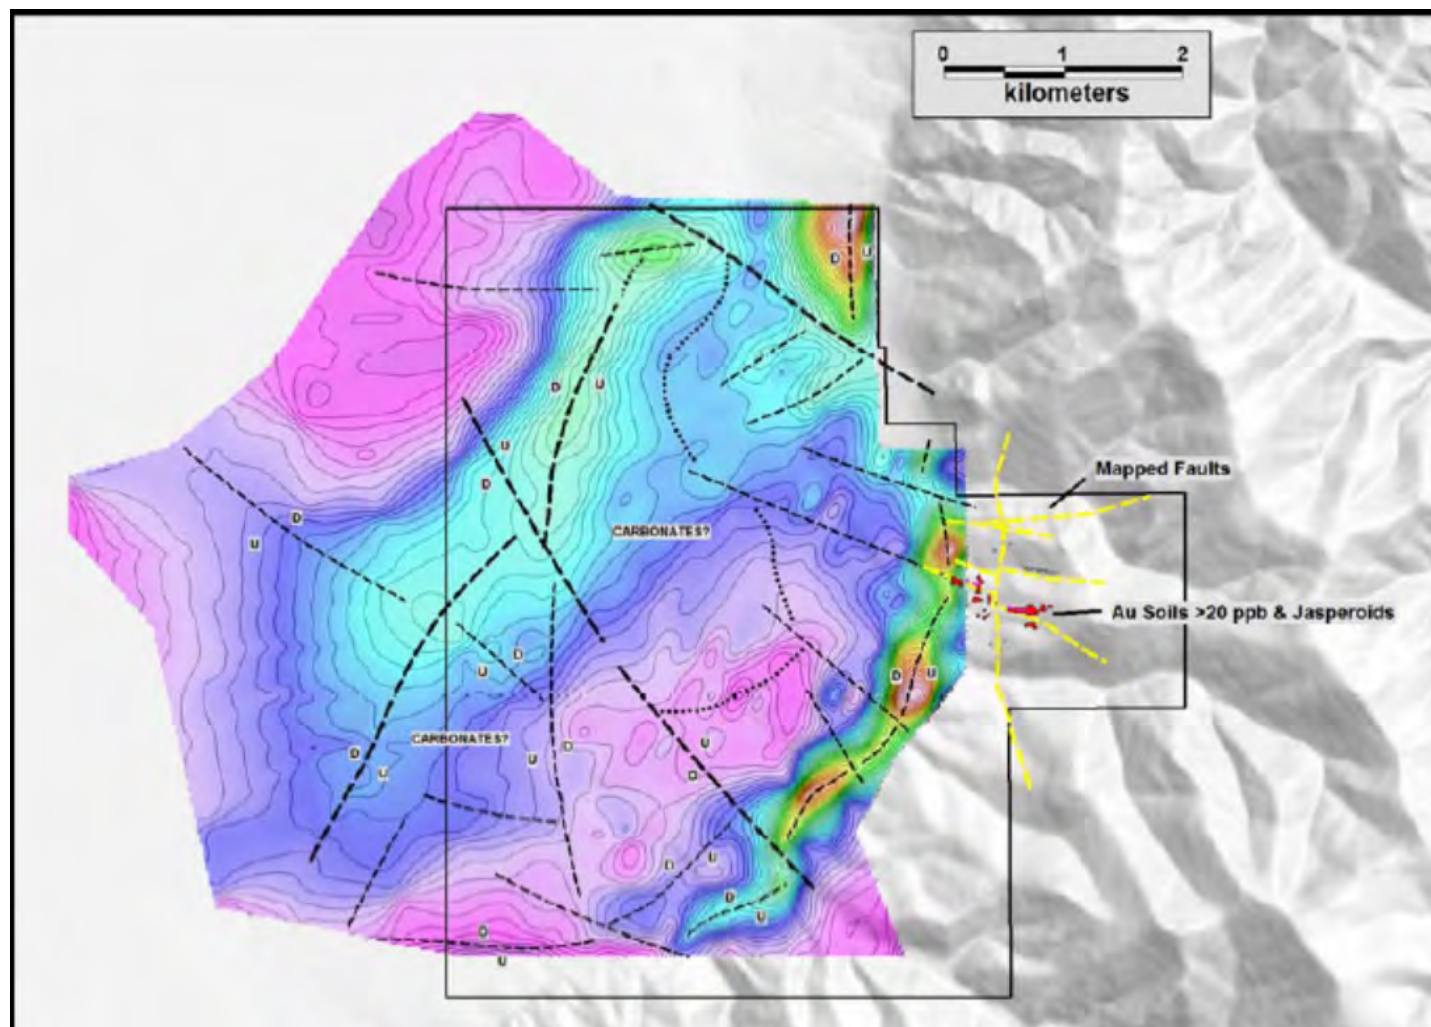 0 1 2
kilometers
D U
D U
U
D
Mapped Faults
D
U
CARBONATES?
Au Soils >20 ppb & Jasperoids
U D
D U
CARBONATES?
D
U
U D
U
D
D U
D
U
D
U